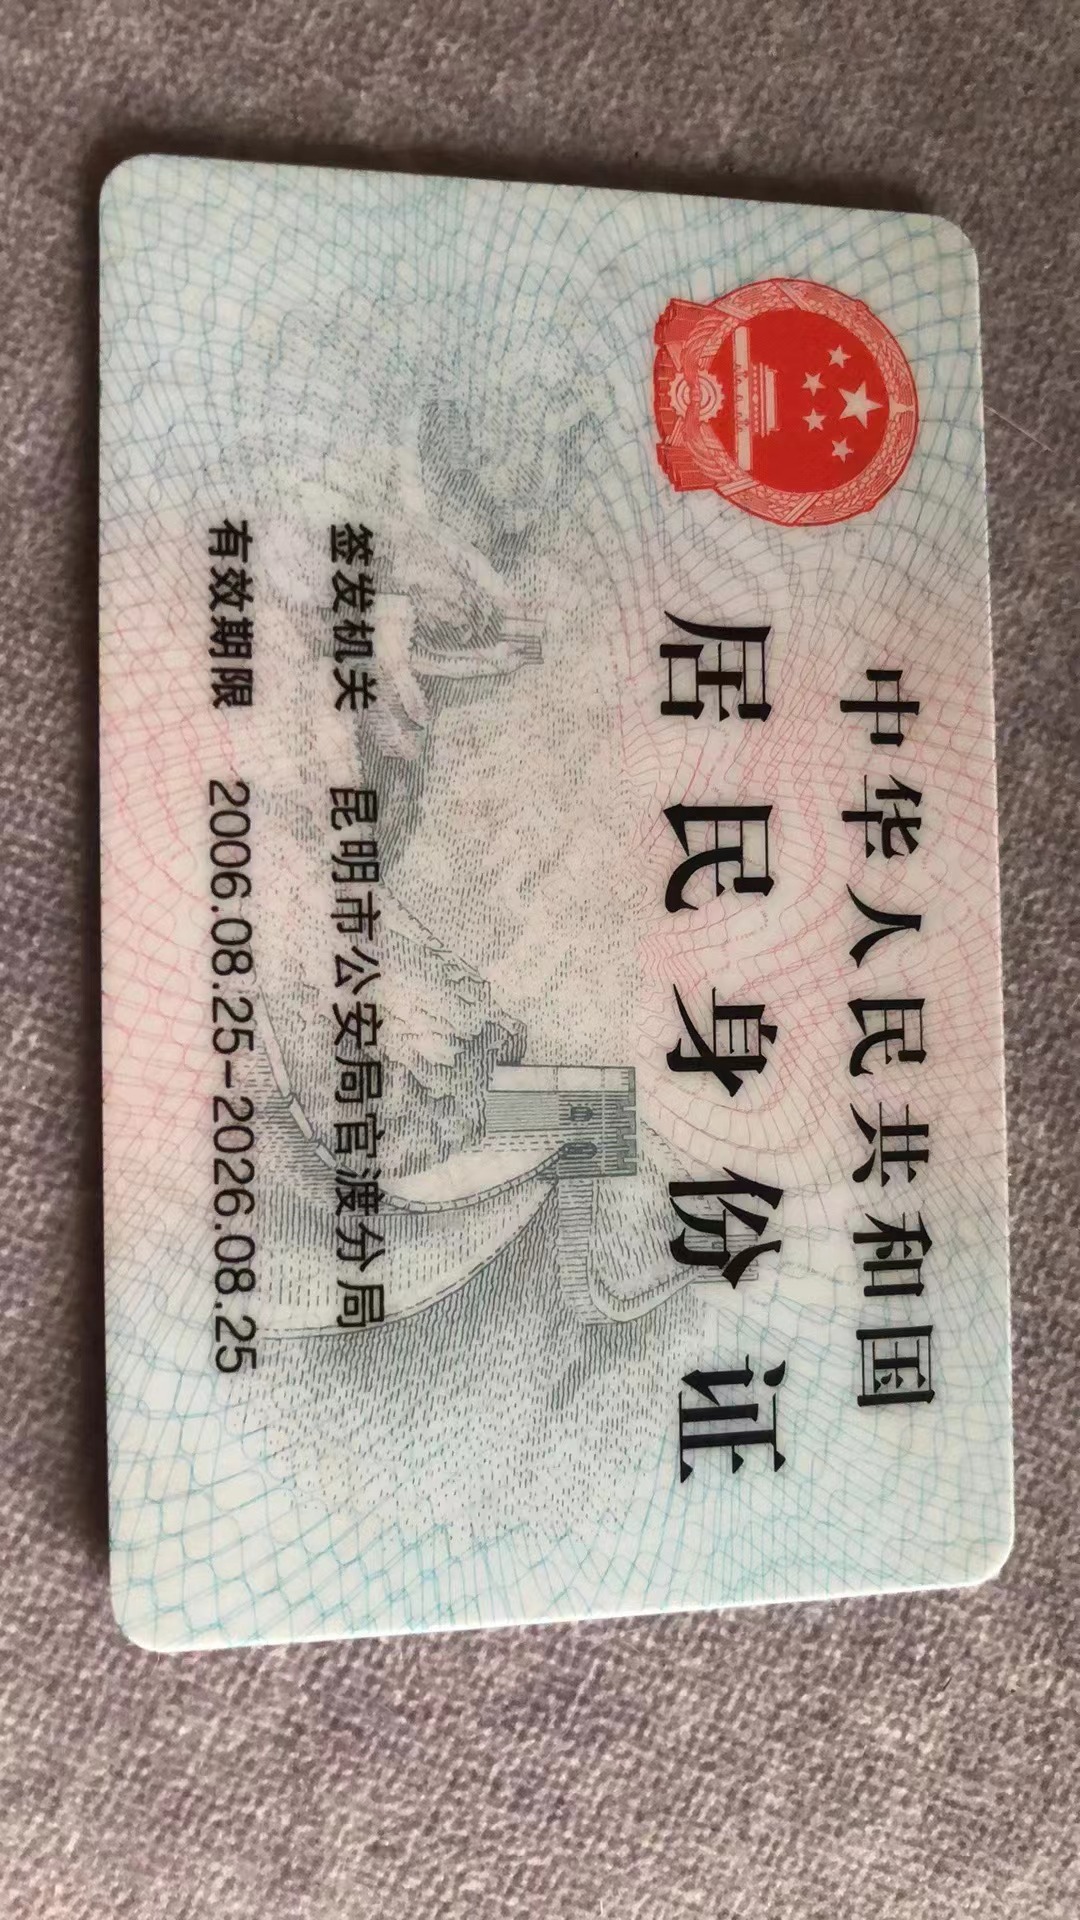 中华人民共和国
居民身份证
签发机关 昆明市公安局官渡分局
有效期限 2006.08.25-2026.08.25